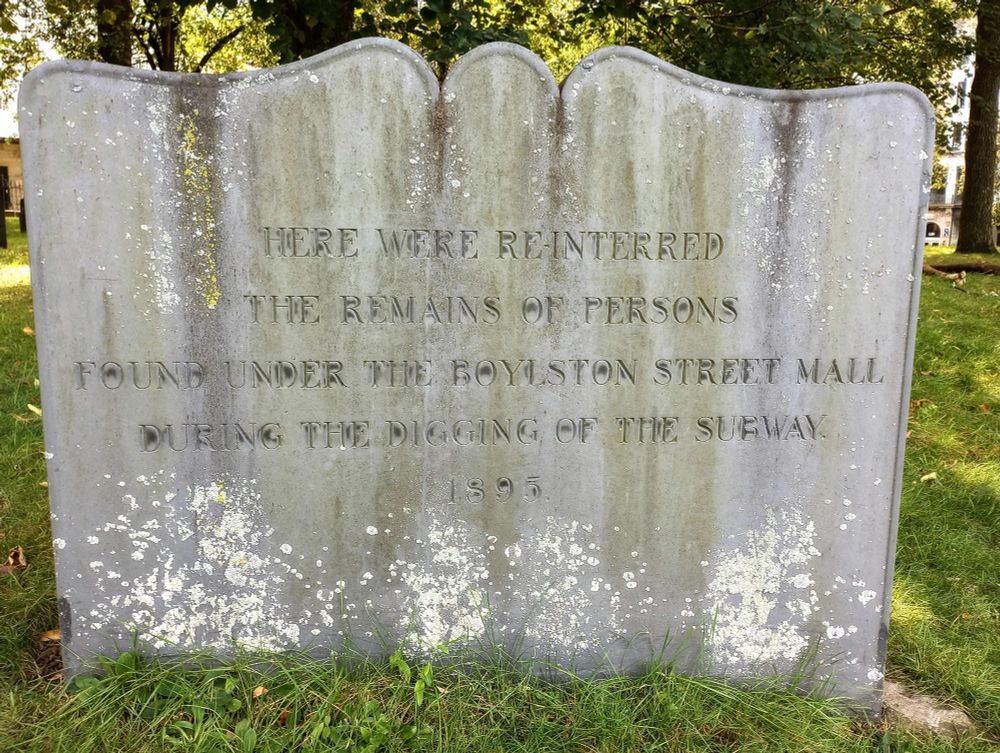 HERE WERE RE-INTERRED
THE REMAINS OF PERSONS
FOUND UNDER THE BOYLSTON STREET MALL
DURING THE DIGGING OF THE SUBWAY.
1895.